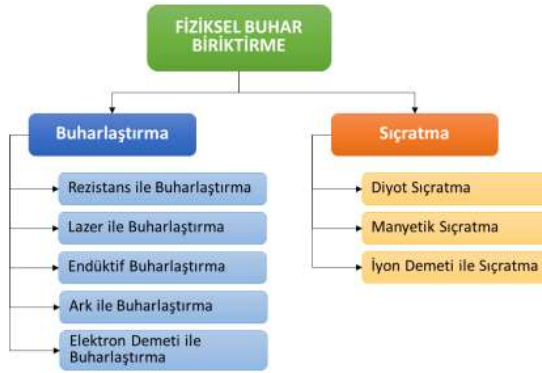 FİZİKSEL BUHAR
BİRİKTİRME
Buharlaştırma
Rezistans ile Buharlaştırma
Lazer ile Buharlaştırma
Endüktif Buharlaştırma
Ark ile Buharlaştırma
Elektron Demeti ile
Buharlaştırma
Sıçratma
Diyot Sıçratma
Manyetik Sıçratma
İyon Demeti ile Sıçratma